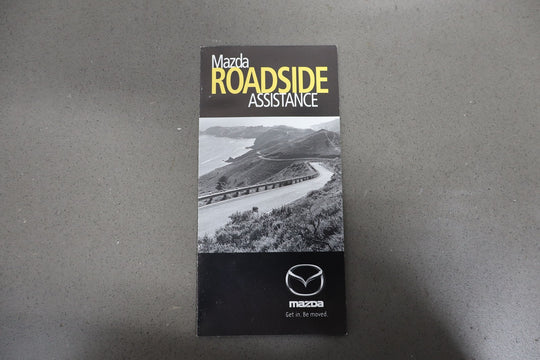 Mazda
ROADSIDE
ASSISTANCE
mazda
Get in. Be moved.